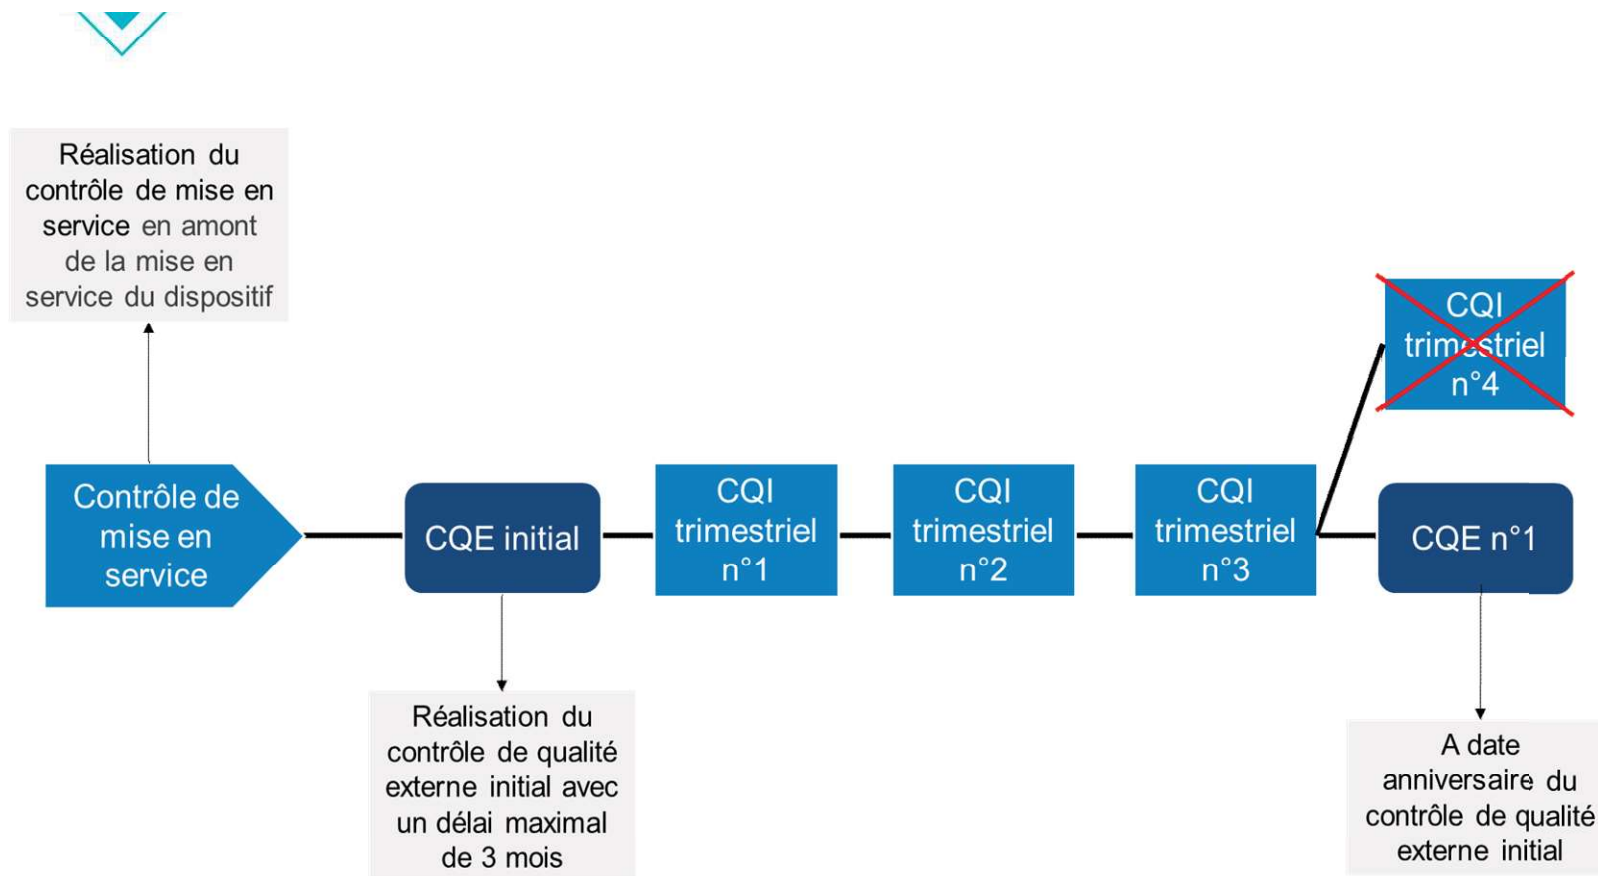 Réalisation du
contrôle de mise en
service en amont
de la mise en
service du dispositif
CQI
trimestriel
n°4
Contrôle de
mise en
service
CQE initial
CQI
trimestriel
n°1
CQI
trimestriel
n°2
CQI
trimestriel
n°3
CQE n°1
Réalisation du
contrôle de qualité
externe initial avec
un délai maximal
de 3 mois
A date
anniversaire du
contrôle de qualité
externe initial